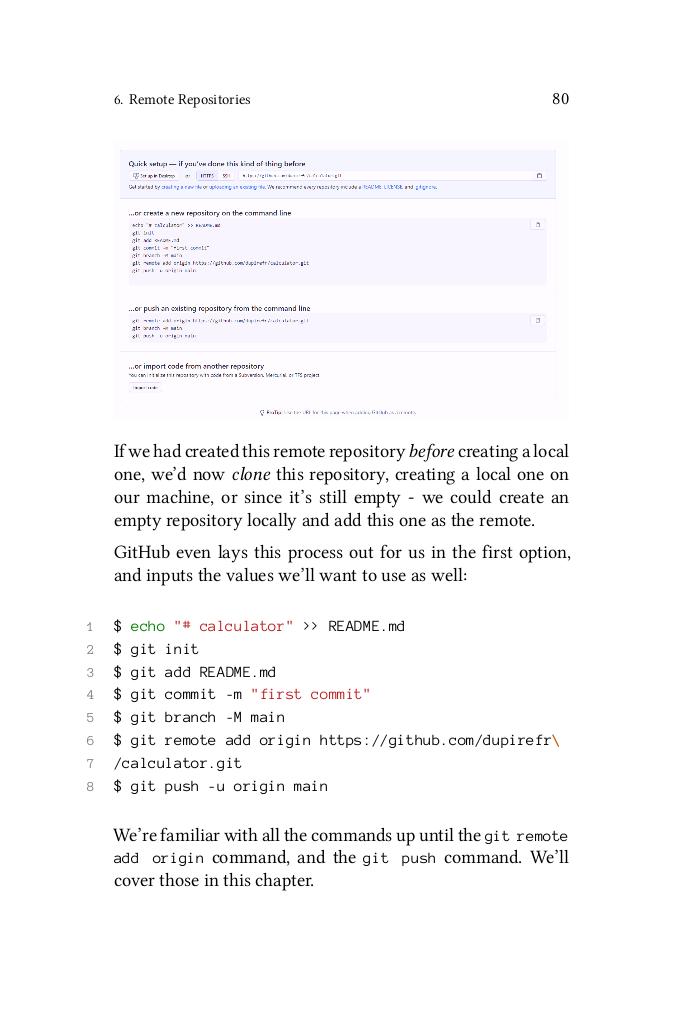 6. Remote Repositories 80
Quick setup — if you've done this kind of thing before
Set up in Desktop or HTTPS SSH
Get started by creating a new file or uploading an existing file. We recommend every repository include a README, LICENSE, and .gitignore.
...or create a new repository on the command line
echo "# calculator" >> README.md
git init
git add README.md
git commit -m "first commit"
git branch -M main
git remote add origin https://github.com/dupirefr/calculator.git
git push -u origin main
...or push an existing repository from the command line
git remote add origin https://github.com/dupirefr/calculator.git
git branch -M main
git push -u origin main
...or import code from another repository
You can initialize this repository with code from a Subversion, Mercurial, or TFS project.
Import code
ProTip! Use the URL for this page when adding GitHub as a remote.
If we had created this remote repository before creating a local
one, we'd now clone this repository, creating a local one on
our machine, or since it's still empty - we could create an
empty repository locally and add this one as the remote.
GitHub even lays this process out for us in the first option,
and inputs the values we'll want to use as well:
1 $ echo "# calculator" >> README.md
2 $ git init
3 $ git add README.md
4 $ git commit -m "first commit"
5 $ git branch -M main
6 $ git remote add origin https://github.com/dupirefr\
7 /calculator.git
8 $ git push -u origin main
We're familiar with all the commands up until the git remote
add origin command, and the git push command. We'll
cover those in this chapter.